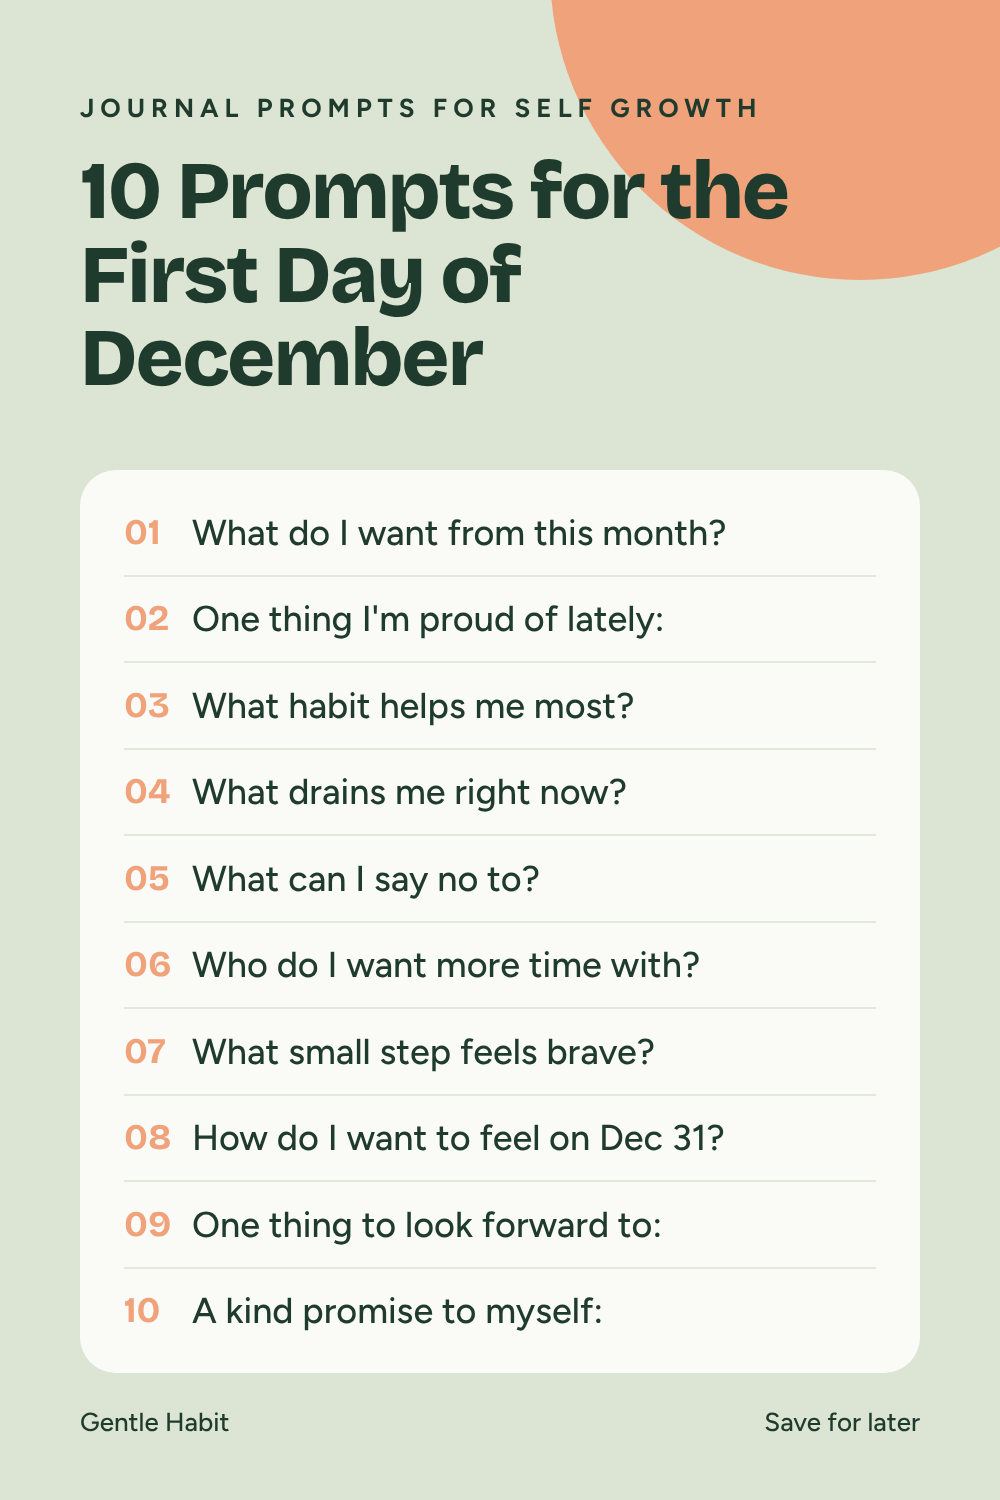 JOURNAL PROMPTS FOR SELF GROWTH
10 Prompts for the
First Day of
December
01 What do I want from this month?
02 One thing I'm proud of lately:
03 What habit helps me most?
04 What drains me right now?
05 What can I say no to?
06 Who do I want more time with?
07 What small step feels brave?
08 How do I want to feel on Dec 31?
09 One thing to look forward to:
10 A kind promise to myself:
Gentle Habit
Save for later